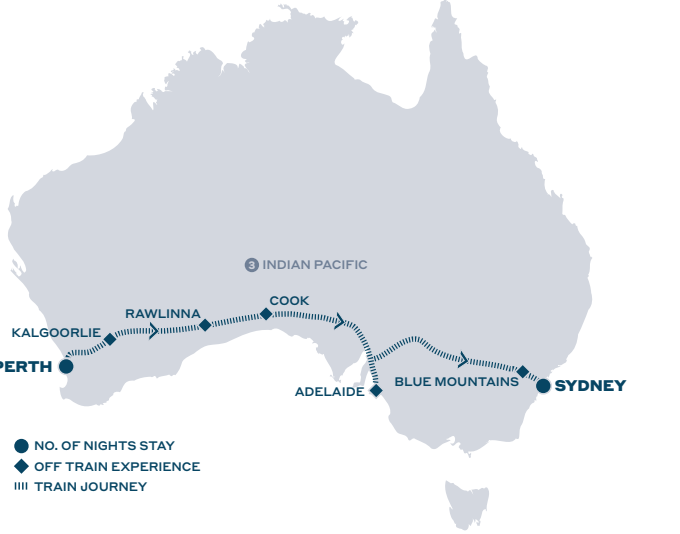 3 INDIAN PACIFIC
COOK
RAWLINNA
KALGOORLIE
PERTH
BLUE MOUNTAINS
SYDNEY
ADELAIDE
NO. OF NIGHTS STAY
OFF TRAIN EXPERIENCE
TRAIN JOURNEY